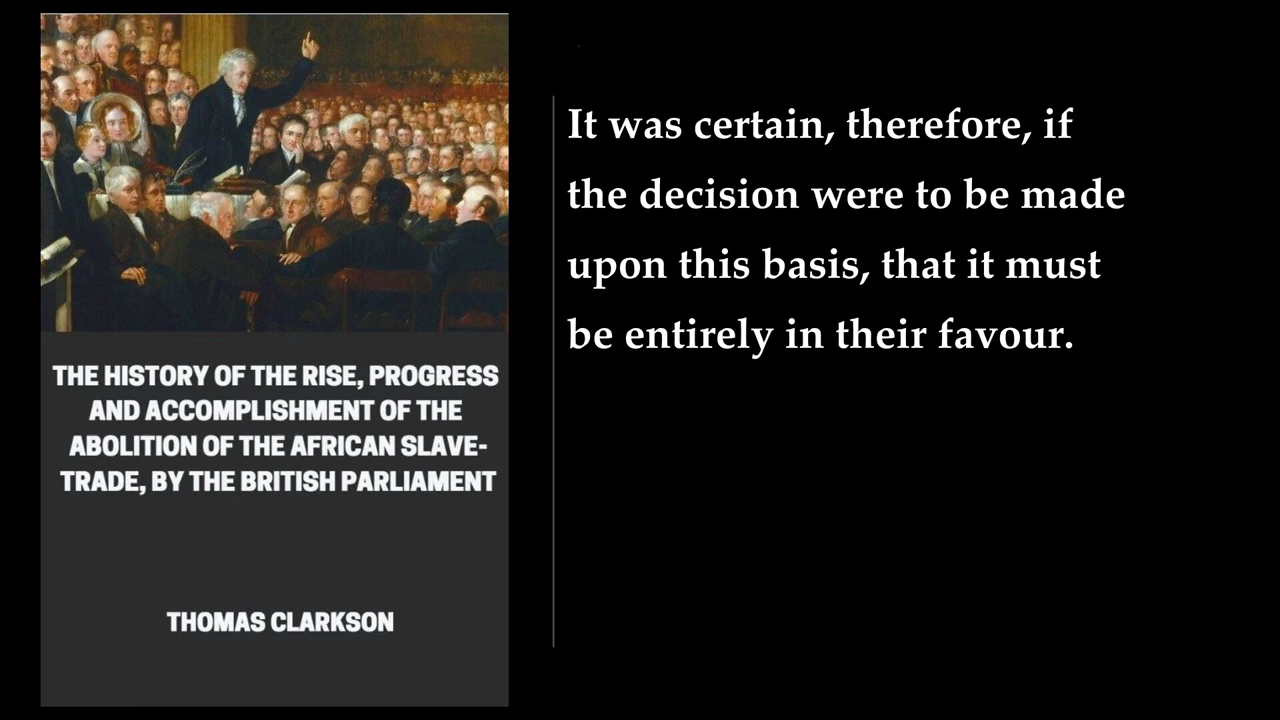 THE HISTORY OF THE RISE, PROGRESS
AND ACCOMPLISHMENT OF THE
ABOLITION OF THE AFRICAN SLAVE-
TRADE, BY THE BRITISH PARLIAMENT
THOMAS CLARKSON
It was certain, therefore, if
the decision were to be made
upon this basis, that it must
be entirely in their favour.